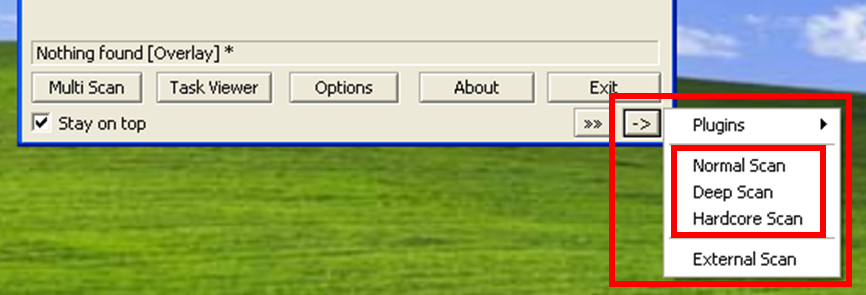 Nothing found [Overlay] *
Multi Scan Task Viewer Options About Exit
Stay on top >> ->
Plugins
Normal Scan
Deep Scan
Hardcore Scan
External Scan